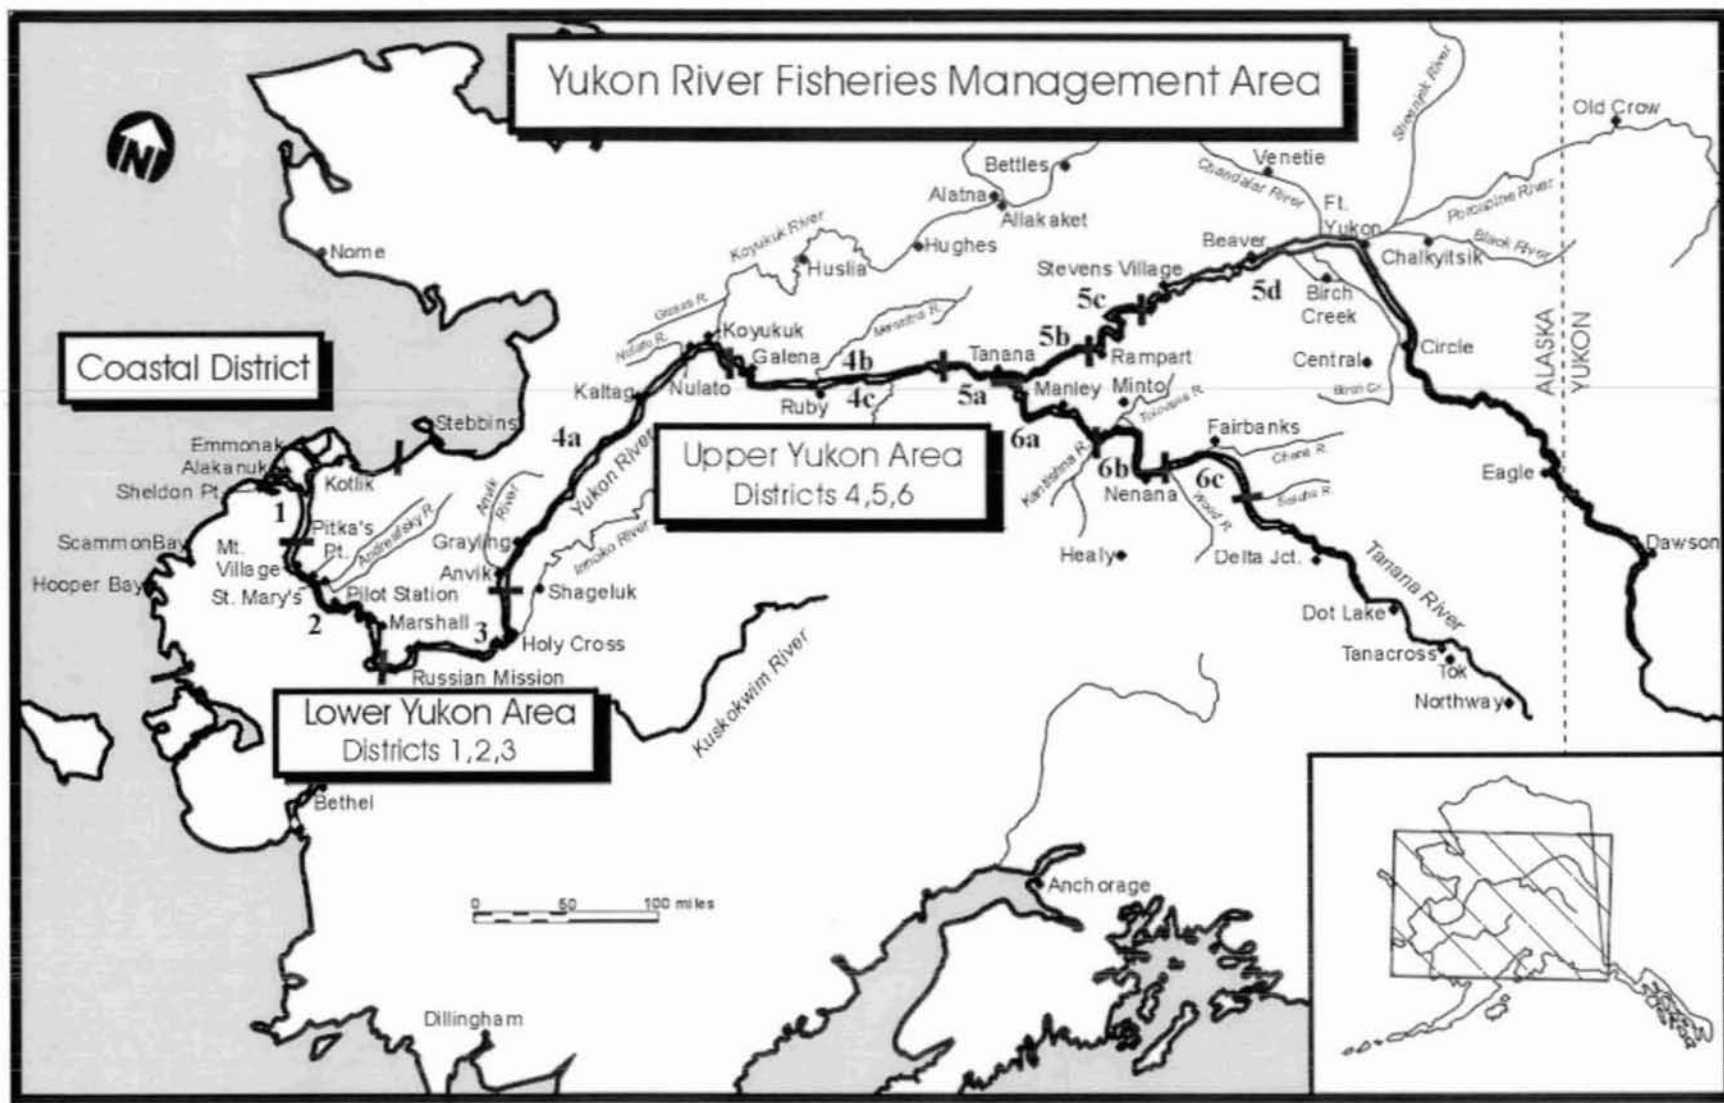 Yukon River Fisheries Management Area
N
Coastal District
Upper Yukon Area
Districts 4,5,6
Lower Yukon Area
Districts 1,2,3
Old Crow
Sheenjek River
Venetie
Chandalar River
Ft.
Yukon
Porcupine River
Black River
Chalkyitsik
Bettles
Alatna
Allakaket
Hughes
Koyukuk River
Huslia
Nome
Beaver
Stevens Village
5c
5d
Birch
Creek
Circle
Central
Birch Cr.
ALASKA
YUKON
Gisasa R.
Nulato R.
Koyukuk
Galena
Melozitna R.
4b
Tanana
5b
Rampart
Kaltag
Nulato
Ruby
4c
5a
Manley
Minto
Tolovana R.
Stebbins
Emmonak
Alakanuk
Sheldon Pt.
Kotlik
4a
Yukon River
6a
Kantishna R.
6b
Nenana
Fairbanks
Chena R.
6c
Salcha R.
Wood R.
Eagle
1
Pitka's
Pt.
Andreafsky R.
Anvik
River
Scammon Bay
Mt.
Village
Grayling
Innoko River
Hooper Bay
St. Mary's
Anvik
Pilot Station
Shageluk
Healy
Delta Jct.
Tanana River
Dawson
2
Marshall
3
Holy Cross
Russian Mission
Dot Lake
Tanacross
Tok
Northway
Kuskokwim River
Bethel
0 50 100 miles
Anchorage
Dillingham